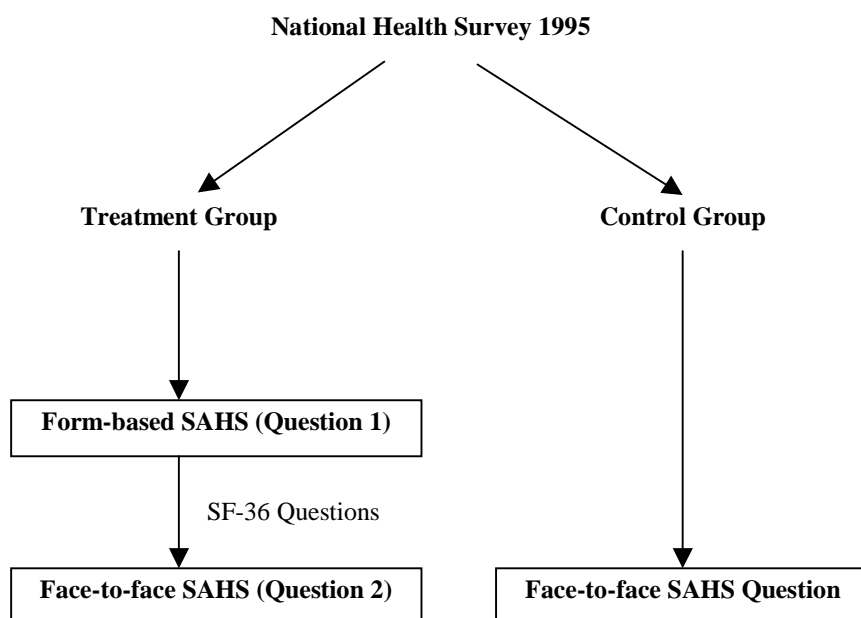 National Health Survey 1995
Treatment Group
Control Group
Form-based SAHS (Question 1)
SF-36 Questions
Face-to-face SAHS (Question 2)
Face-to-face SAHS Question